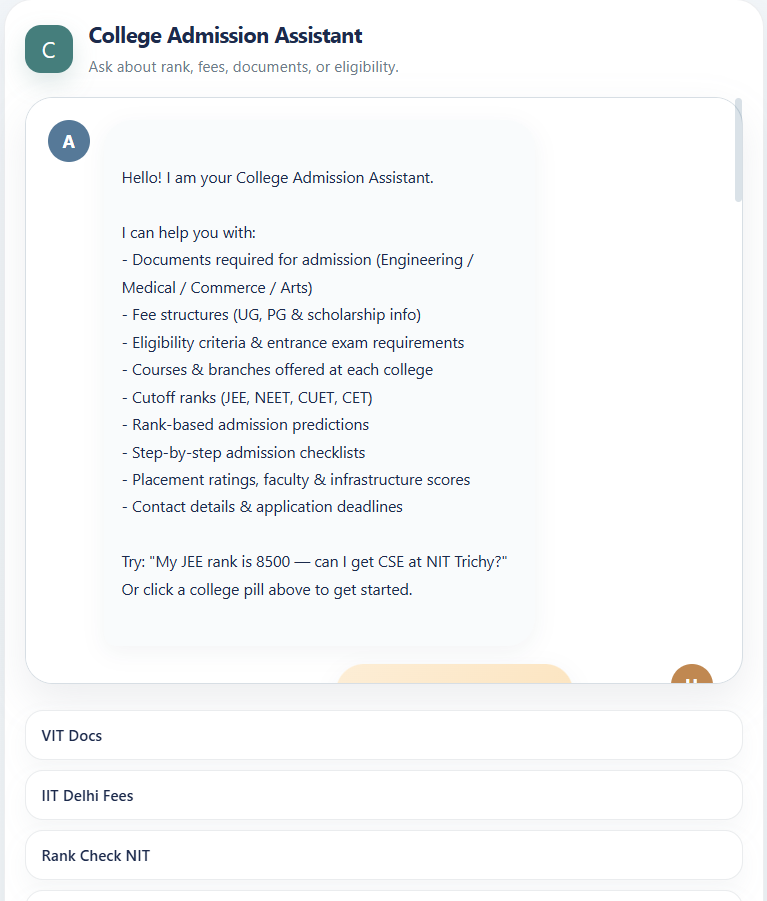 C
College Admission Assistant
Ask about rank, fees, documents, or eligibility.
A
Hello! I am your College Admission Assistant.
I can help you with:
- Documents required for admission (Engineering /
Medical / Commerce / Arts)
- Fee structures (UG, PG & scholarship info)
- Eligibility criteria & entrance exam requirements
- Courses & branches offered at each college
- Cutoff ranks (JEE, NEET, CUET, CET)
- Rank-based admission predictions
- Step-by-step admission checklists
- Placement ratings, faculty & infrastructure scores
- Contact details & application deadlines
Try: "My JEE rank is 8500 — can I get CSE at NIT Trichy?"
Or click a college pill above to get started.
VIT Docs
IIT Delhi Fees
Rank Check NIT